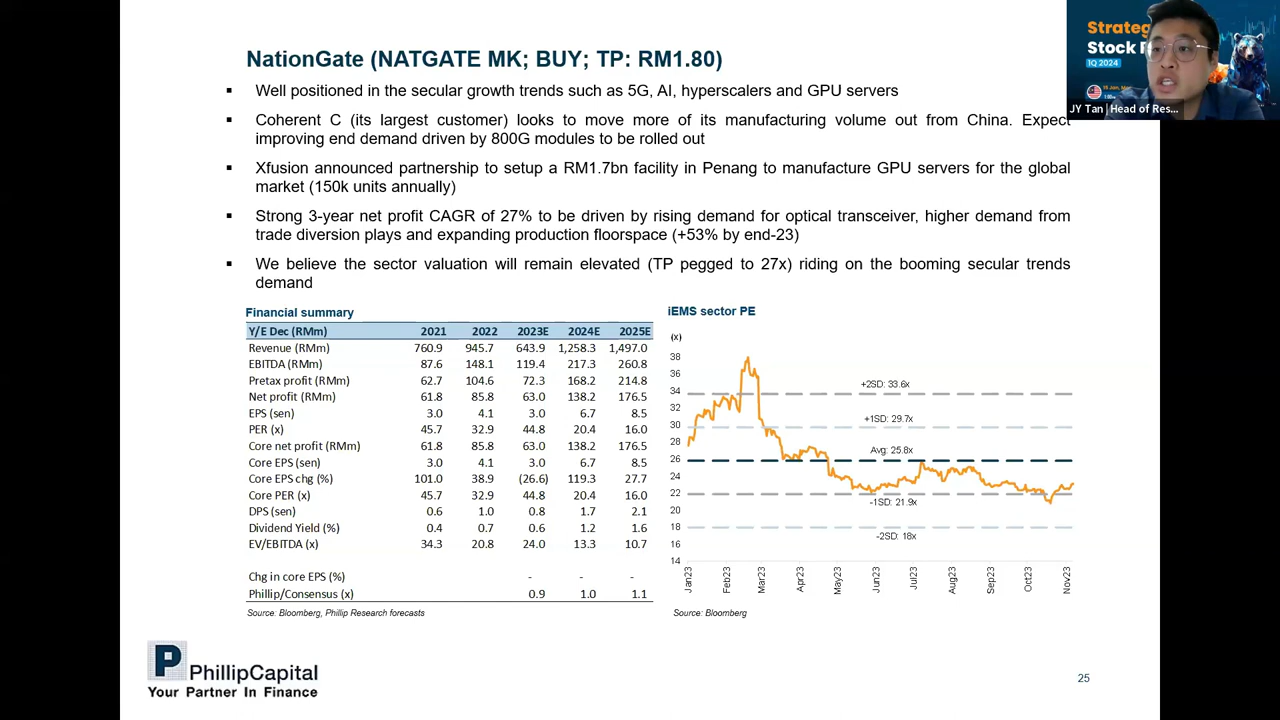 NationGate (NATGATE MK; BUY; TP: RM1.80)
▪ Well positioned in the secular growth trends such as 5G, AI, hyperscalers and GPU servers
▪ Coherent C (its largest customer) looks to move more of its manufacturing volume out from China. Expect
improving end demand driven by 800G modules to be rolled out
▪ Xfusion announced partnership to setup a RM1.7bn facility in Penang to manufacture GPU servers for the global
market (150k units annually)
▪ Strong 3-year net profit CAGR of 27% to be driven by rising demand for optical transceiver, higher demand from
trade diversion plays and expanding production floorspace (+53% by end-23)
▪ We believe the sector valuation will remain elevated (TP pegged to 27x) riding on the booming secular trends
demand
Financial summary
Y/E Dec (RMm) 2021 2022 2023E 2024E 2025E
Revenue (RMm) 760.9 945.7 643.9 1,258.3 1,497.0
EBITDA (RMm) 87.6 148.1 119.4 217.3 260.8
Pretax profit (RMm) 62.7 104.6 72.3 168.2 214.8
Net profit (RMm) 61.8 85.8 63.0 138.2 176.5
EPS (sen) 3.0 4.1 3.0 6.7 8.5
PER (x) 45.7 32.9 44.8 20.4 16.0
Core net profit (RMm) 61.8 85.8 63.0 138.2 176.5
Core EPS (sen) 3.0 4.1 3.0 6.7 8.5
Core EPS chg (%) 101.0 38.9 (26.6) 119.3 27.7
Core PER (x) 45.7 32.9 44.8 20.4 16.0
DPS (sen) 0.6 1.0 0.8 1.7 2.1
Dividend Yield (%) 0.4 0.7 0.6 1.2 1.6
EV/EBITDA (x) 34.3 20.8 24.0 13.3 10.7
Chg in core EPS (%) - - -
Phillip/Consensus (x) 0.9 1.0 1.1
Source: Bloomberg, Phillip Research forecasts
iEMS sector PE
(x)
38
36
34
32
30
28
26
24
22
20
18
16
14
+2SD: 33.6x
+1SD: 29.7x
Avg: 25.8x
-1SD: 21.9x
-2SD: 18x
Jan23 Feb23 Mar23 Apr23 May23 Jun23 Jul23 Aug23 Sep23 Oct23 Nov23
Source: Bloomberg
PhillipCapital
Your Partner In Finance
25
Strateg
Stock
1Q 2024
JY Tan | Head of Res...